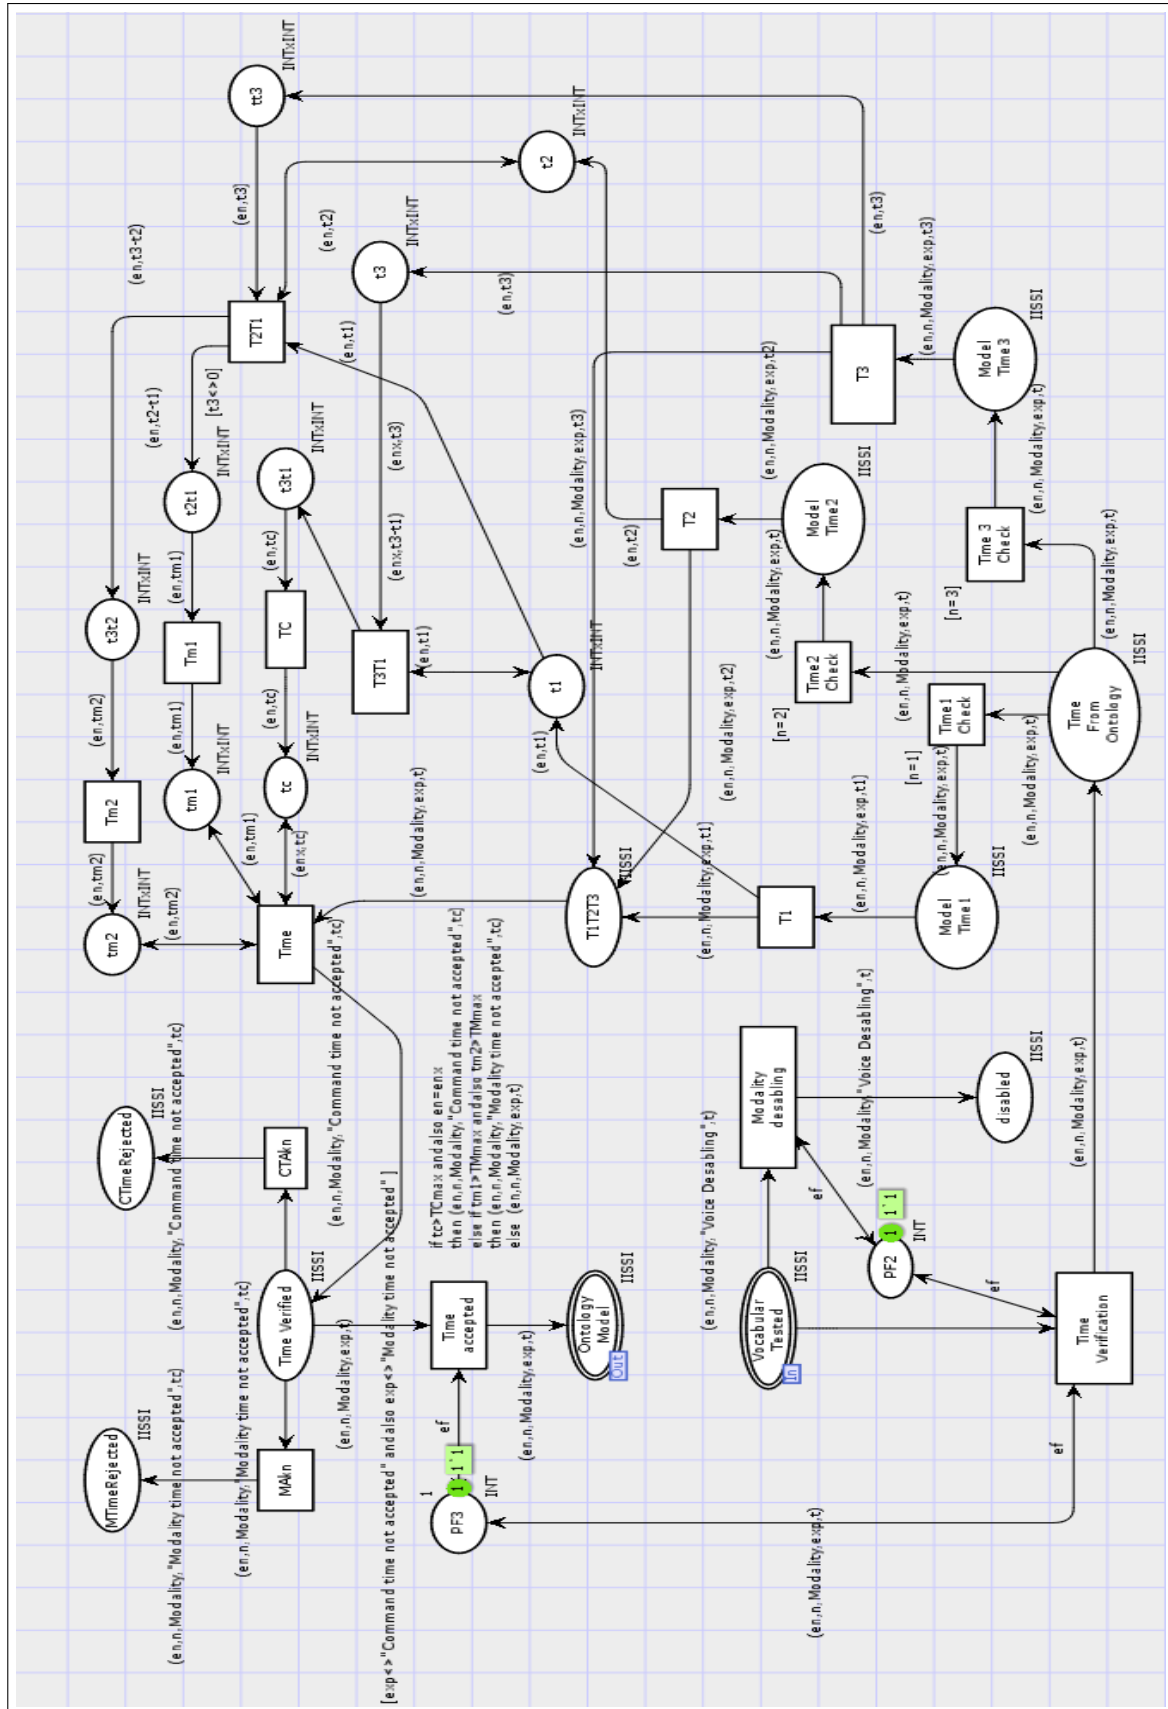 MTimeRejected
IISSI
CTimeRejected
IISSI
tm2
INTxINT
(en,tm2)
Tm2
(en,tm2)
t3t2
INTxINT
(en,t3-t2)
(en,n,Modality,"Modality time not accepted",tc)
(en,n,Modality,"Command time not accepted",tc)
(en,tm2)
tm1
INTxINT
(en,tm1)
Tm1
(en,tm1)
t2t1
INTxINT
(en,t2-t1)
[t3<>0]
(en,n,Modality,"Modality time not accepted",tc)
MAkn
Time Verified
IISSI
CTAkn
Time
(en,tm1)
(enx,tc)
tc
INTxINT
(en,tc)
TC
(en,tc)
t3t1
INTxINT
T2T1
(en,t3)
tt3
INTxINT
(en,n,Modality,exp,t)
(en,n,Modality,"Command time not accepted",tc)
(en,t1)
(en,t2)
[exp<>"Command time not accepted" andalso exp<>"Modality time not accepted" ]
T3T1
(enx,t3-t1)
(enx,t3)
t3
INTxINT
(en,n,Modality,exp,t)
(en,t1)
if tc>TCmax andalso en=enx
then (en,n,Modality,"Command time not accepted",tc)
else if tm1>TMmax andalso tm2>TMmax
then (en,n,Modality,"Modality time not accepted",tc)
else (en,n,Modality,exp,t)
1
PF3
1
1`1
INT
ef
Time
accepted
(en,t1)
t1
INTxINT
(en,t3)
t2
INTxINT
(en,n,Modality,exp,t)
Ontology
Model
Out
IISSI
T1T2T3
IISSI
(en,n,Modality,exp,t3)
(en,t2)
(en,n,Modality,exp,t1)
(en,n,Modality,exp,t2)
T2
(en,n,Modality,"Voice Desabling",t)
Vocabular
Tested
In
IISSI
Modality
desabling
T1
[n=2]
(en,n,Modality,exp,t)
(en,n,Modality,exp,t2)
(en,n,Modality,exp,t)
ef
Time2
Check
Model
Time2
IISSI
T3
(en,t3)
PF2
1
1`1
INT
(en,n,Modality,"Voice Desabling",t)
(en,n,Modality,exp,t1)
(en,n,Modality,exp,t)
[n=1]
(en,n,Modality,exp,t3)
ef
disabled
IISSI
Model
Time1
IISSI
(en,n,Modality,exp,t)
Time1
Check
[n=3]
Time 3
Check
Model
Time3
IISSI
(en,n,Modality,exp,t)
(en,n,Modality,exp,t)
ef
Time
Verification
(en,n,Modality,exp,t)
Time
From
Ontology
IISSI
(en,n,Modality,exp,t)